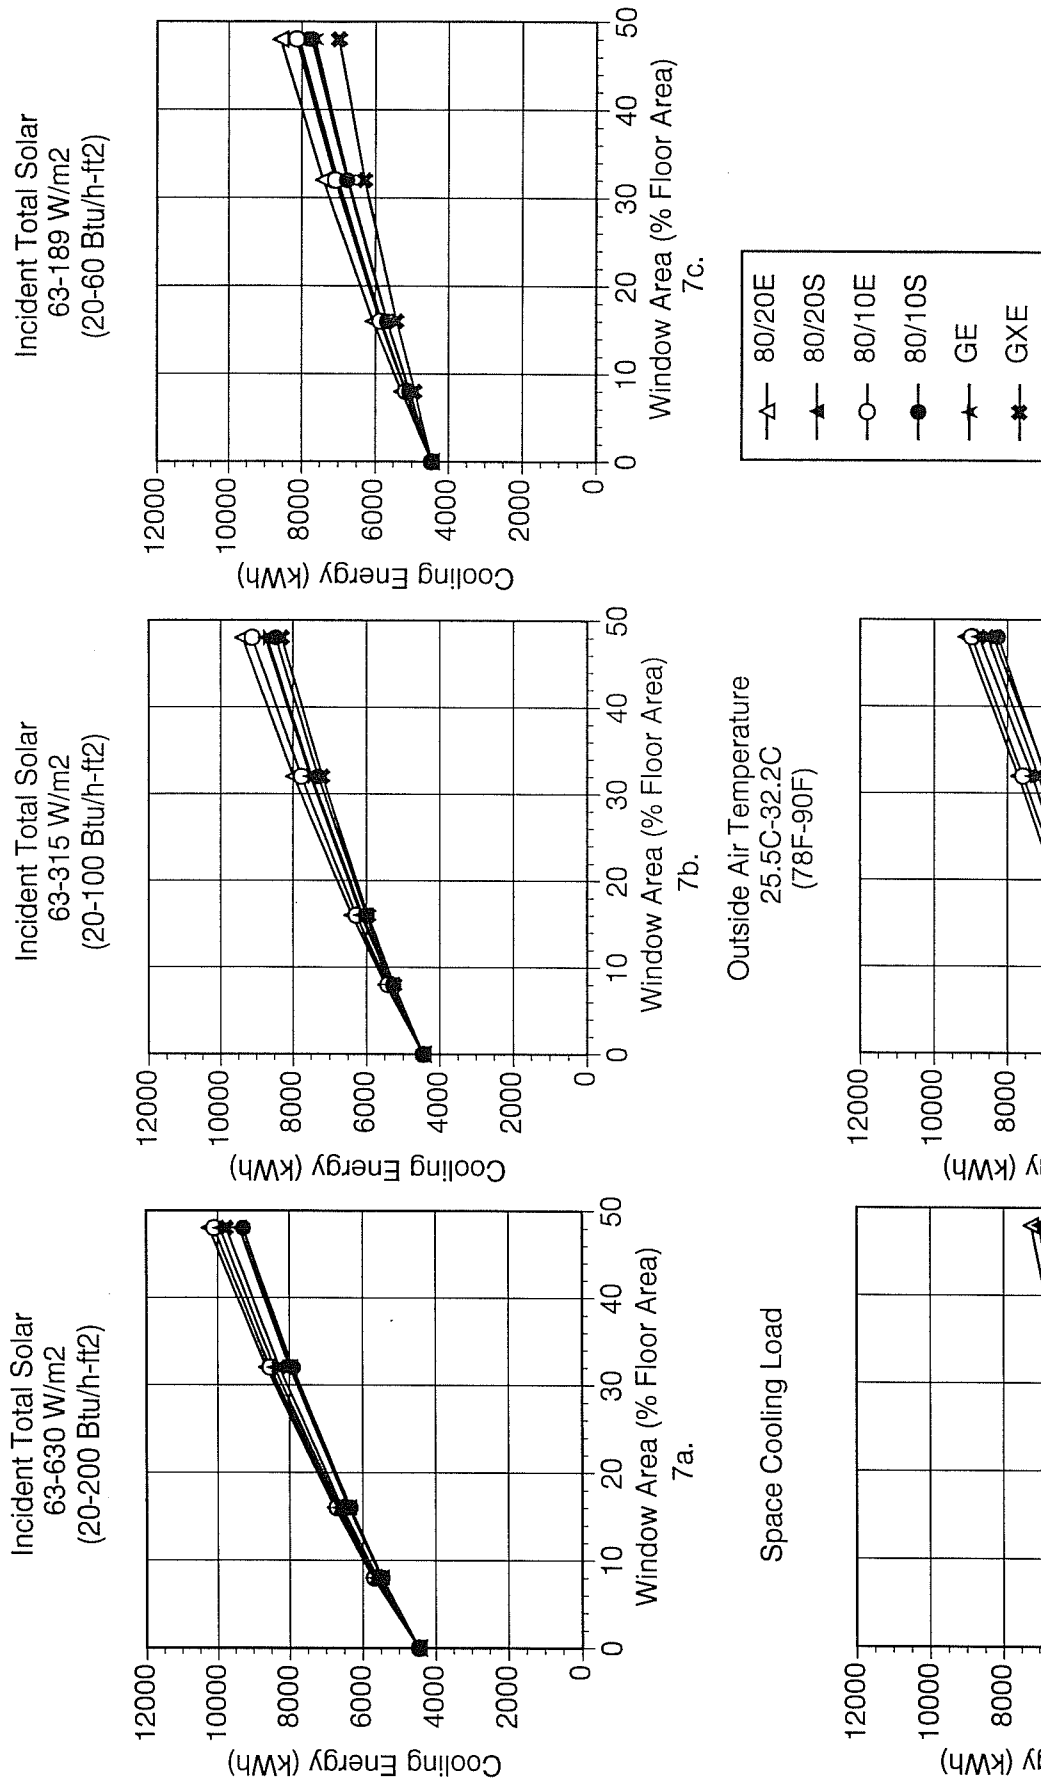 Incident Total Solar
63-630 W/m2
(20-200 Btu/h-ft2)
12000
10000
8000
6000
4000
2000
0
Cooling Energy (kWh)
0 10 20 30 40 50
Window Area (% Floor Area)
7a.
Incident Total Solar
63-315 W/m2
(20-100 Btu/h-ft2)
12000
10000
8000
6000
4000
2000
0
Cooling Energy (kWh)
0 10 20 30 40 50
Window Area (% Floor Area)
7b.
Incident Total Solar
63-189 W/m2
(20-60 Btu/h-ft2)
12000
10000
8000
6000
4000
2000
0
Cooling Energy (kWh)
0 10 20 30 40 50
Window Area (% Floor Area)
7c.
Space Cooling Load
12000
10000
(kWh)
Outside Air Temperature
25.5C-32.2C
(78F-90F)
12000
10000
8000
(kWh)
80/20E
80/20S
80/10E
80/10S
GE
GXE